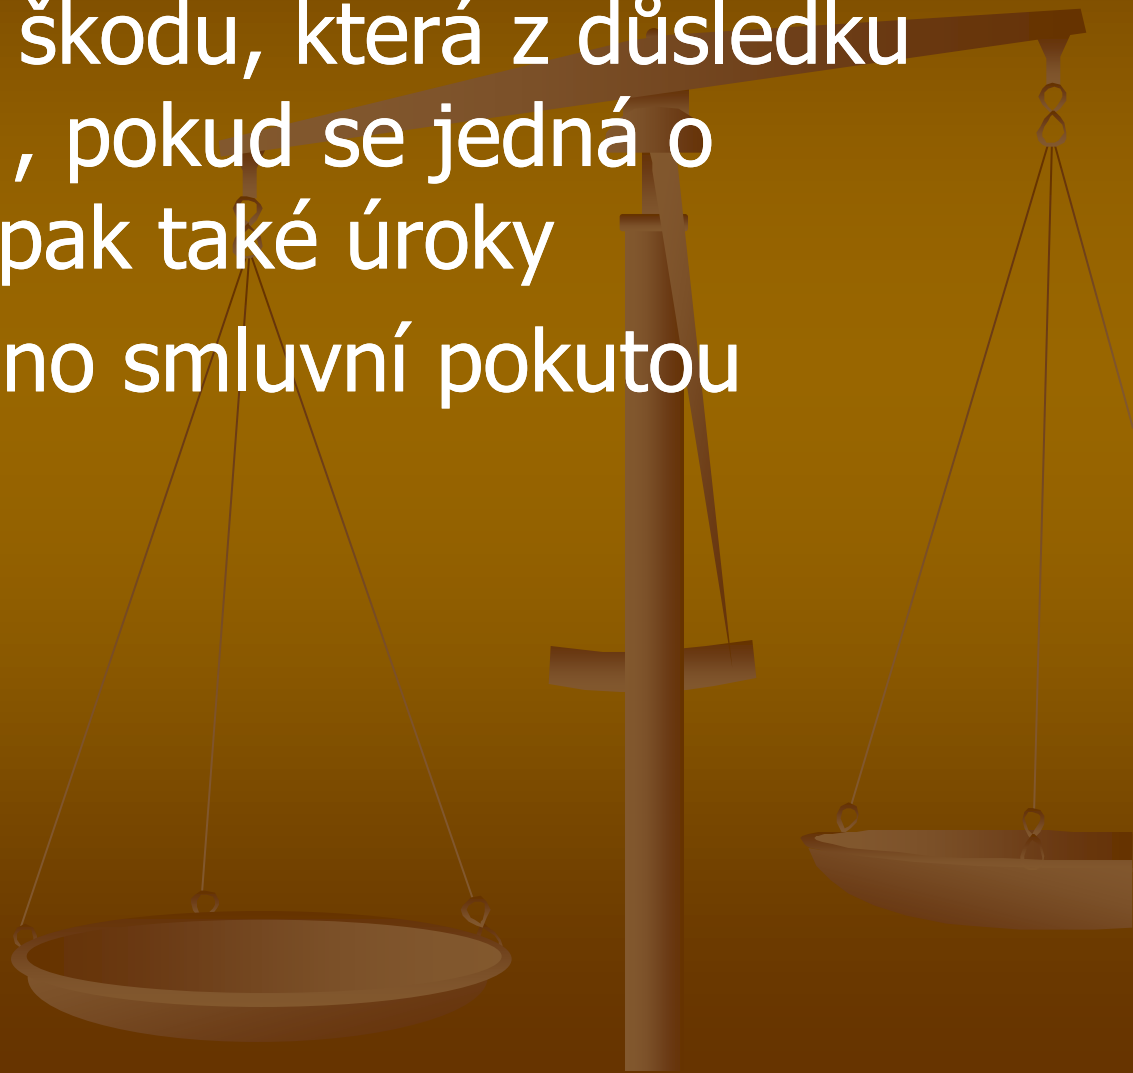 škodu, která z důsledku
, pokud se jedná o
pak také úroky
no smluvní pokutou